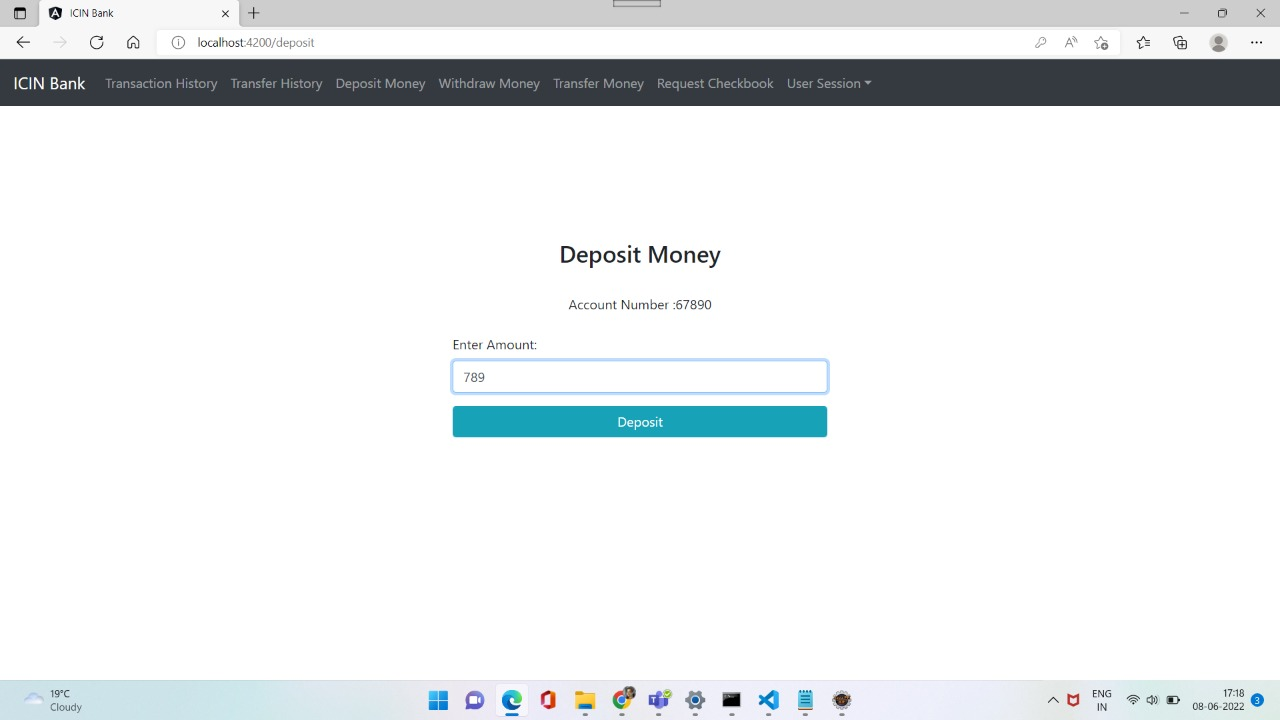 ICIN Bank
localhost:4200/deposit
ICIN Bank Transaction History Transfer History Deposit Money Withdraw Money Transfer Money Request Checkbook User Session
Deposit Money
Account Number :67890
Enter Amount:
789
Deposit
19°C
Cloudy
ENG
IN
17:18
08-06-2022
3